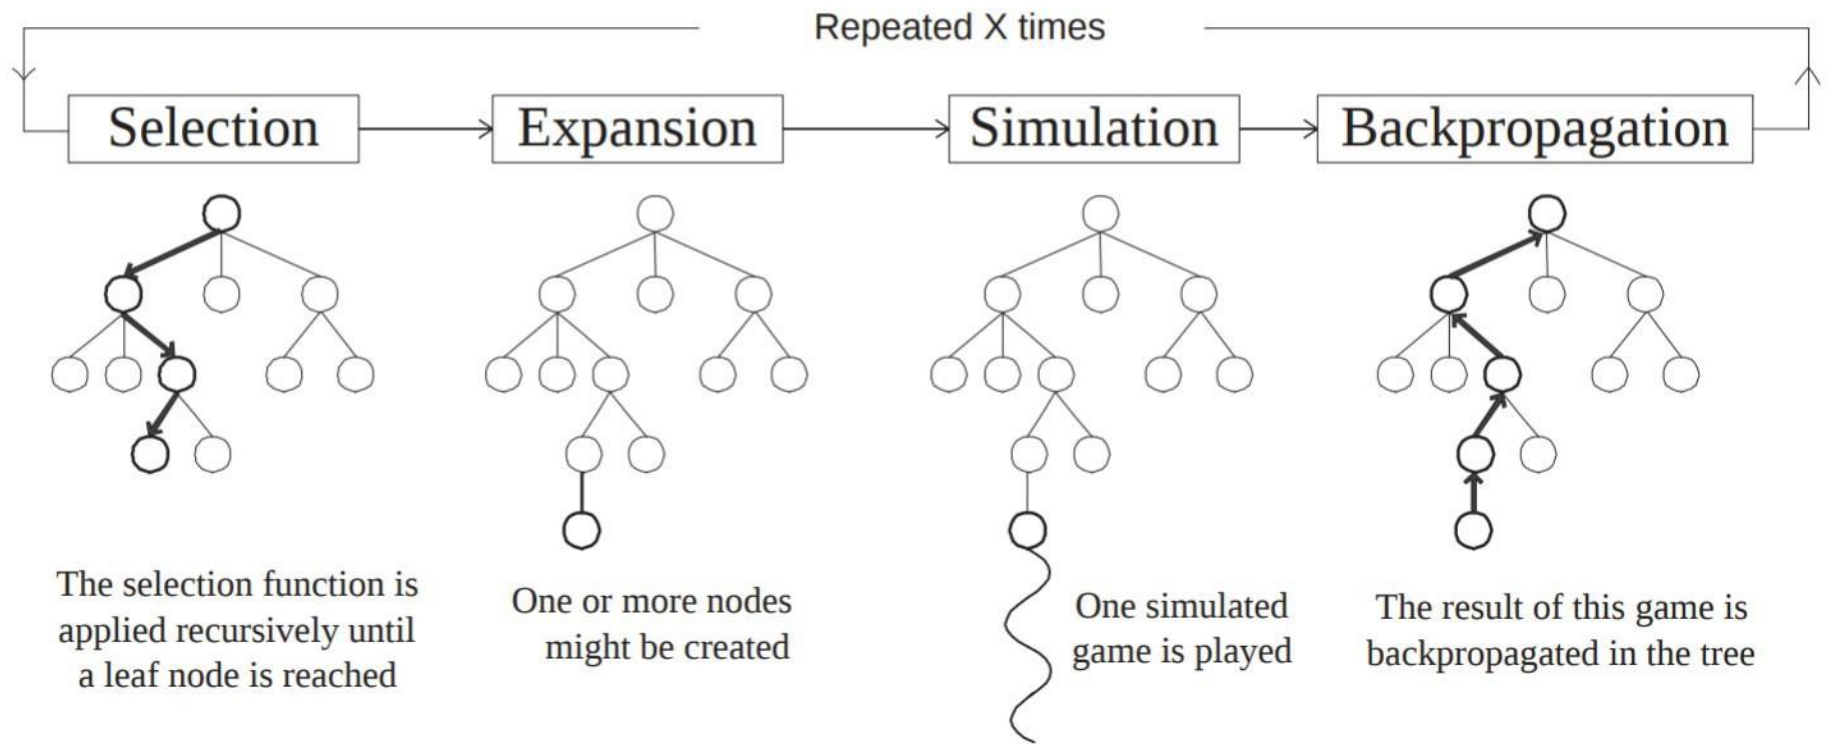 Repeated X times
Selection
Expansion
Simulation
Backpropagation
The selection function is
applied recursively until
a leaf node is reached
One or more nodes
might be created
One simulated
game is played
The result of this game is
backpropagated in the tree